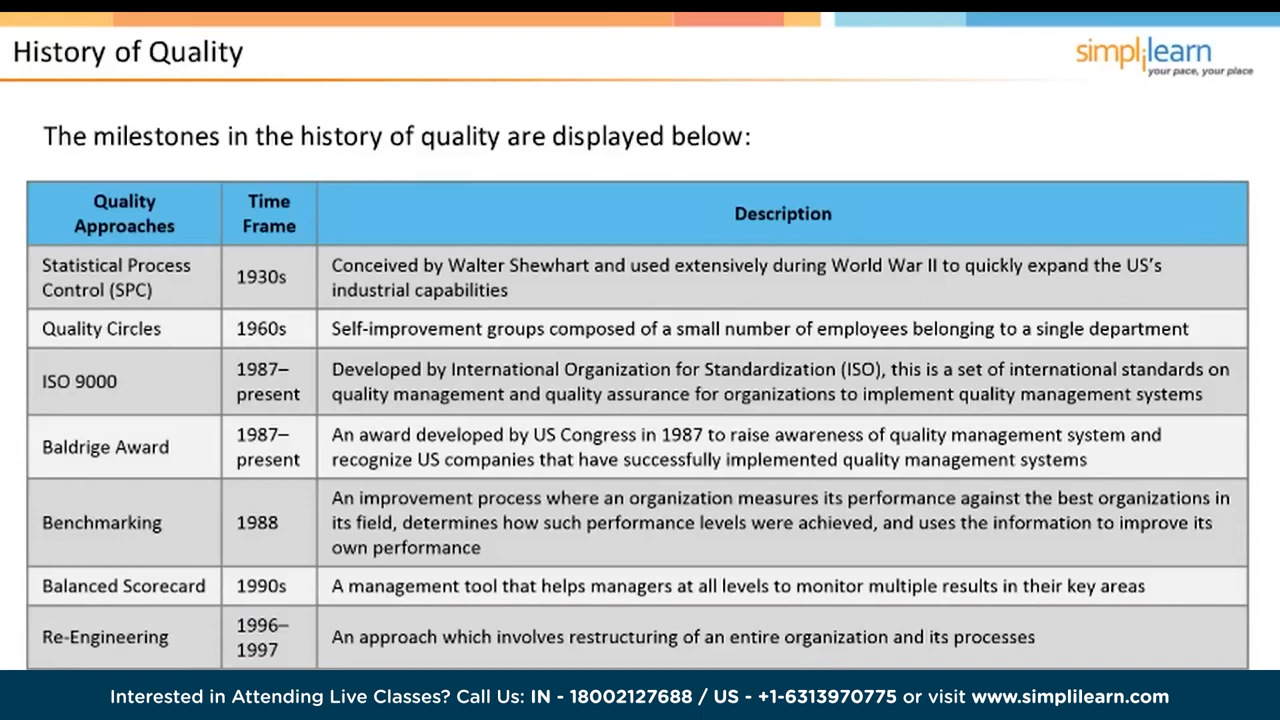 History of Quality
simplilearn
your pace, your place
The milestones in the history of quality are displayed below:
Quality
Approaches
Time
Frame
Description
Statistical Process
Control (SPC)
1930s
Conceived by Walter Shewhart and used extensively during World War II to quickly expand the US's
industrial capabilities
Quality Circles
1960s
Self-improvement groups composed of a small number of employees belonging to a single department
ISO 9000
1987–
present
Developed by International Organization for Standardization (ISO), this is a set of international standards on
quality management and quality assurance for organizations to implement quality management systems
Baldrige Award
1987–
present
An award developed by US Congress in 1987 to raise awareness of quality management system and
recognize US companies that have successfully implemented quality management systems
Benchmarking
1988
An improvement process where an organization measures its performance against the best organizations in
its field, determines how such performance levels were achieved, and uses the information to improve its
own performance
Balanced Scorecard
1990s
A management tool that helps managers at all levels to monitor multiple results in their key areas
Re-Engineering
1996–
1997
An approach which involves restructuring of an entire organization and its processes
Interested in Attending Live Classes? Call Us: IN - 18002127688 / US - +1-6313970775 or visit www.simplilearn.com